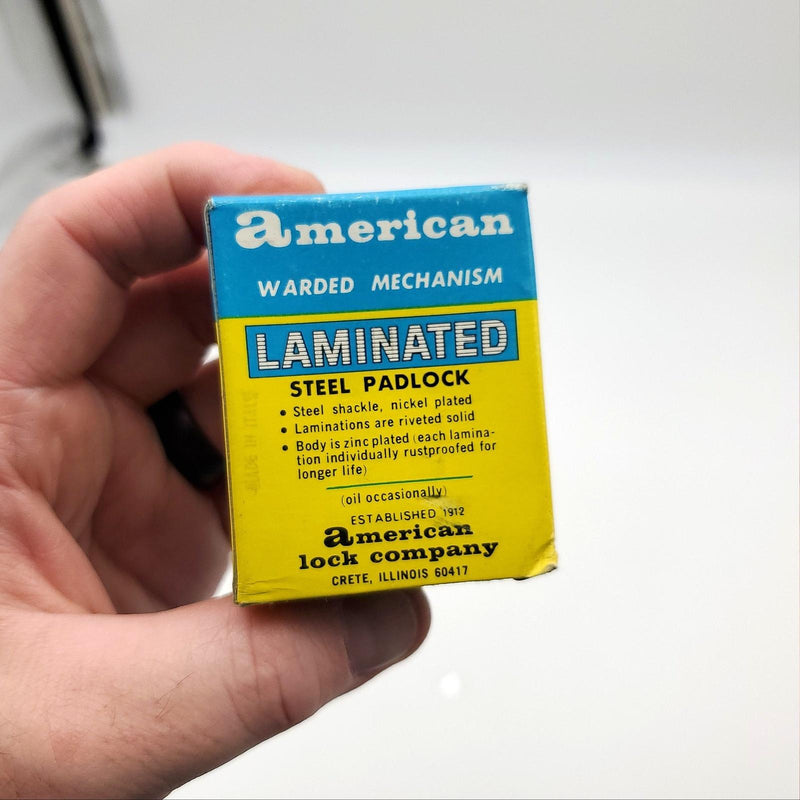 american
WARDED MECHANISM
LAMINATED
STEEL PADLOCK
• Steel shackle, nickel plated
• Laminations are riveted solid
• Body is zinc plated (each lamina-
tion individually rustproofed for
longer life)
(oil occasionally)
ESTABLISHED 1912
american
lock company
CRETE, ILLINOIS 60417